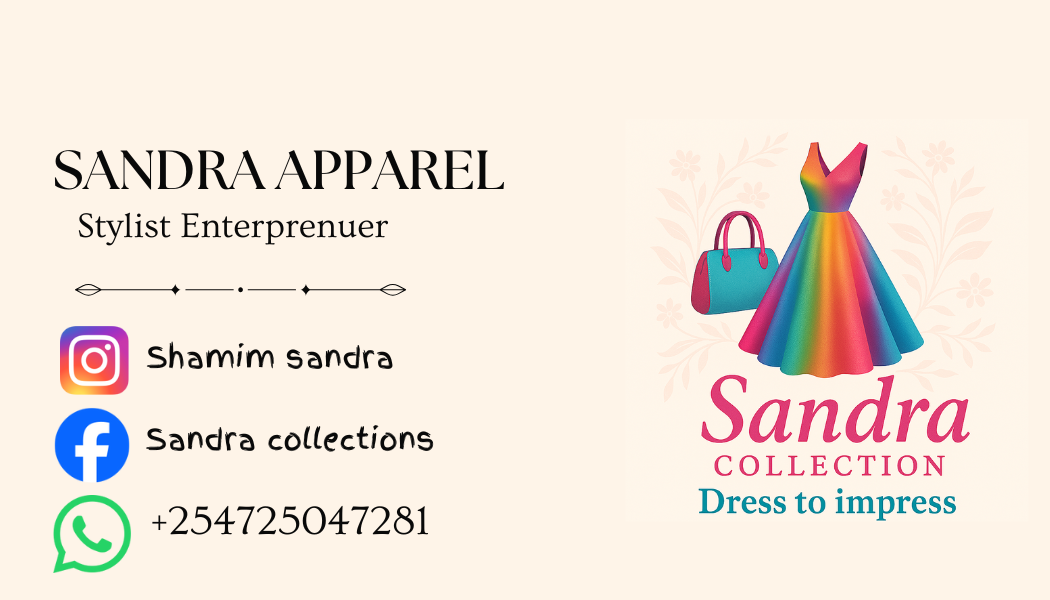 SANDRA APPAREL
Stylist Enterprenuer
Shamim sandra
Sandra collections
+254725047281
Sandra
COLLECTION
Dress to impress